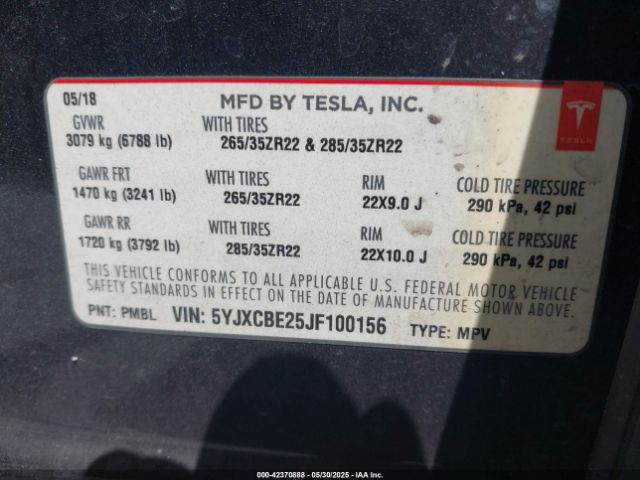 05/18 MFD BY TESLA, INC.
GVWR WITH TIRES
3079 kg (6788 lb) 265/35ZR22 & 285/35ZR22
GAWR FRT WITH TIRES RIM COLD TIRE PRESSURE
1470 kg (3241 lb) 265/35ZR22 22X9.0 J 290 kPa, 42 psi
GAWR RR WITH TIRES RIM COLD TIRE PRESSURE
1720 kg (3792 lb) 285/35ZR22 22X10.0 J 290 kPa, 42 psi
THIS VEHICLE CONFORMS TO ALL APPLICABLE U.S. FEDERAL MOTOR VEHICLE
SAFETY STANDARDS IN EFFECT ON THE DATE OF MANUFACTURE SHOWN ABOVE.
PNT: PMBL VIN: 5YJXCBE25JF100156 TYPE: MPV
TESLA
000-42370888 - 05/30/2025 - IAA Inc.